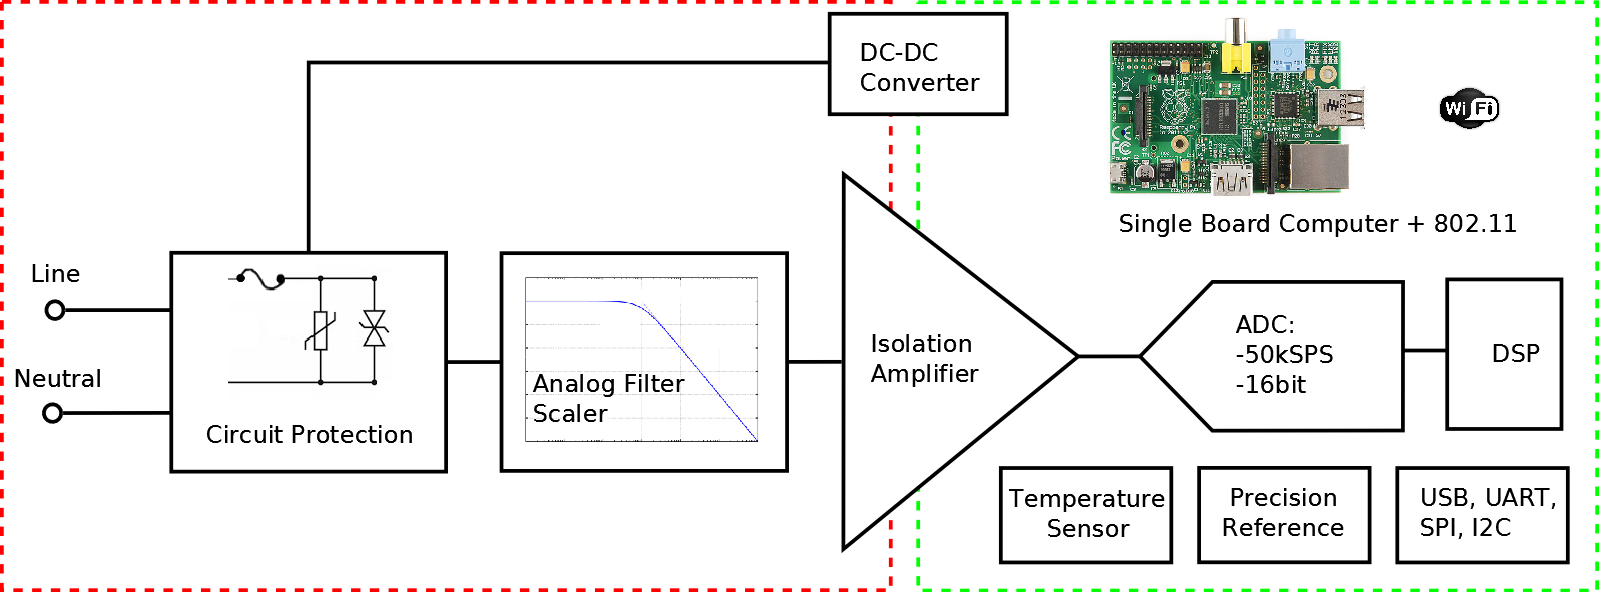 DC-DC
Converter
Wi Fi
Single Board Computer + 802.11
Line
Neutral
Circuit Protection
Analog Filter
Scaler
Isolation
Amplifier
ADC:
-50kSPS
-16bit
DSP
Temperature
Sensor
Precision
Reference
USB, UART,
SPI, I2C